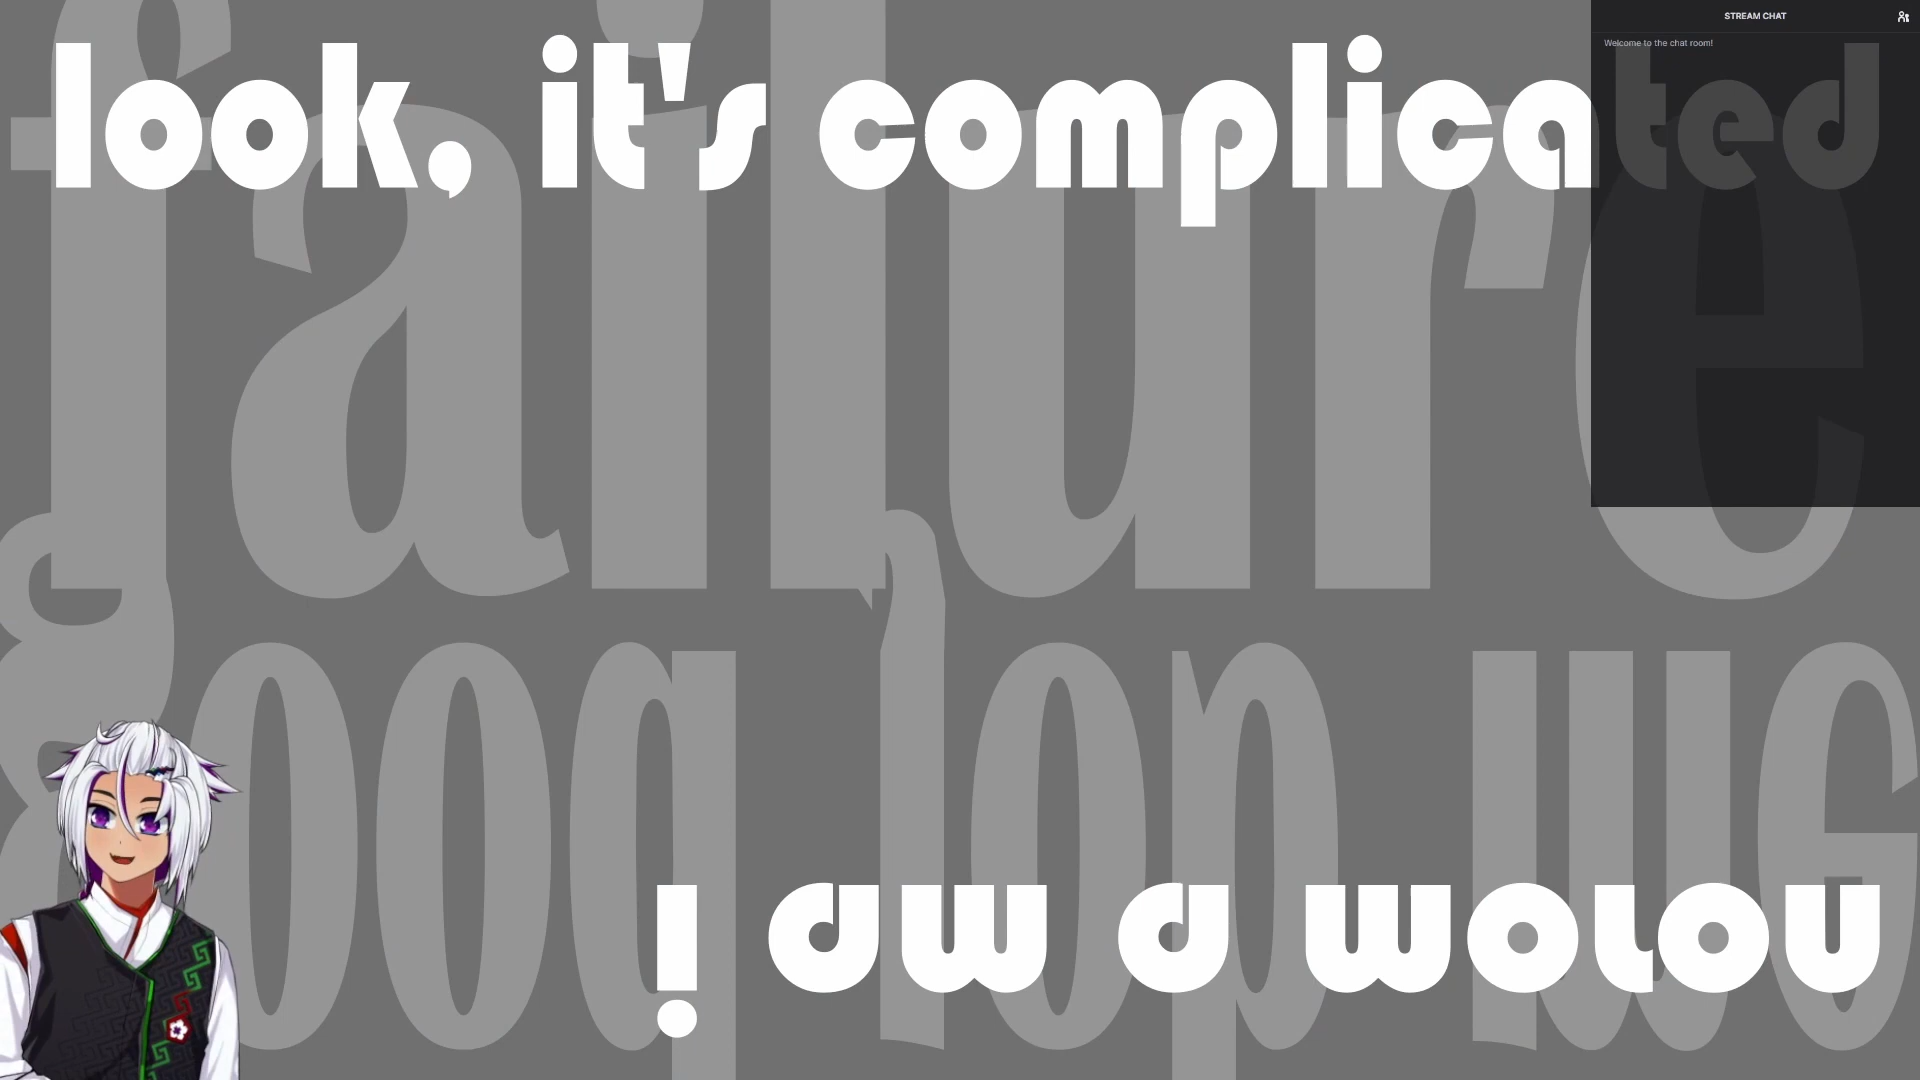 look, it's complicated
failure
good job me
i am a moron
STREAM CHAT
Welcome to the chat room!